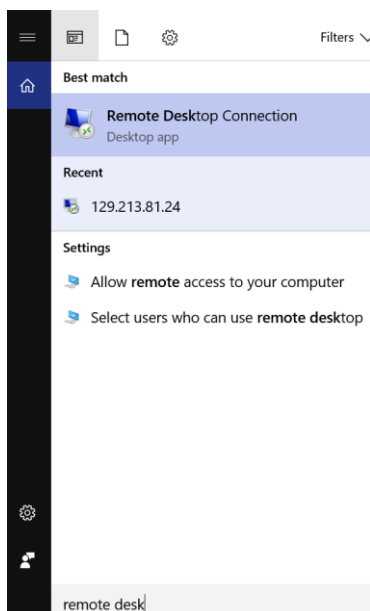 Filters
Best match
Remote Desktop Connection
Desktop app
Recent
129.213.81.24
Settings
Allow remote access to your computer
Select users who can use remote desktop
remote desk